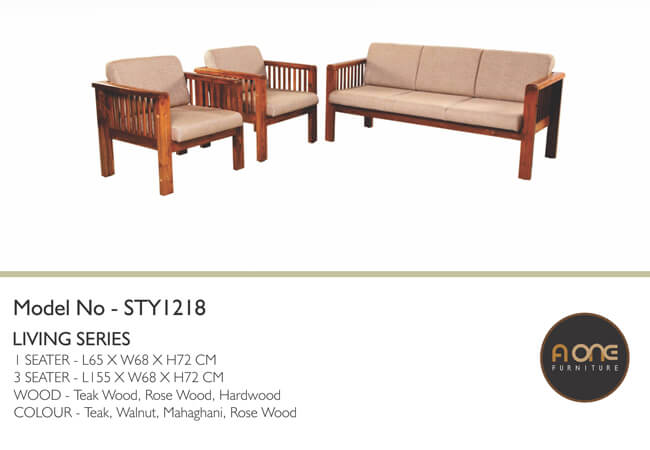 Model No - STY1218
LIVING SERIES
1 SEATER - L65 X W68 X H72 CM
3 SEATER - L155 X W68 X H72 CM
WOOD - Teak Wood, Rose Wood, Hardwood
COLOUR - Teak, Walnut, Mahaghani, Rose Wood
A ONE
FURNITURE